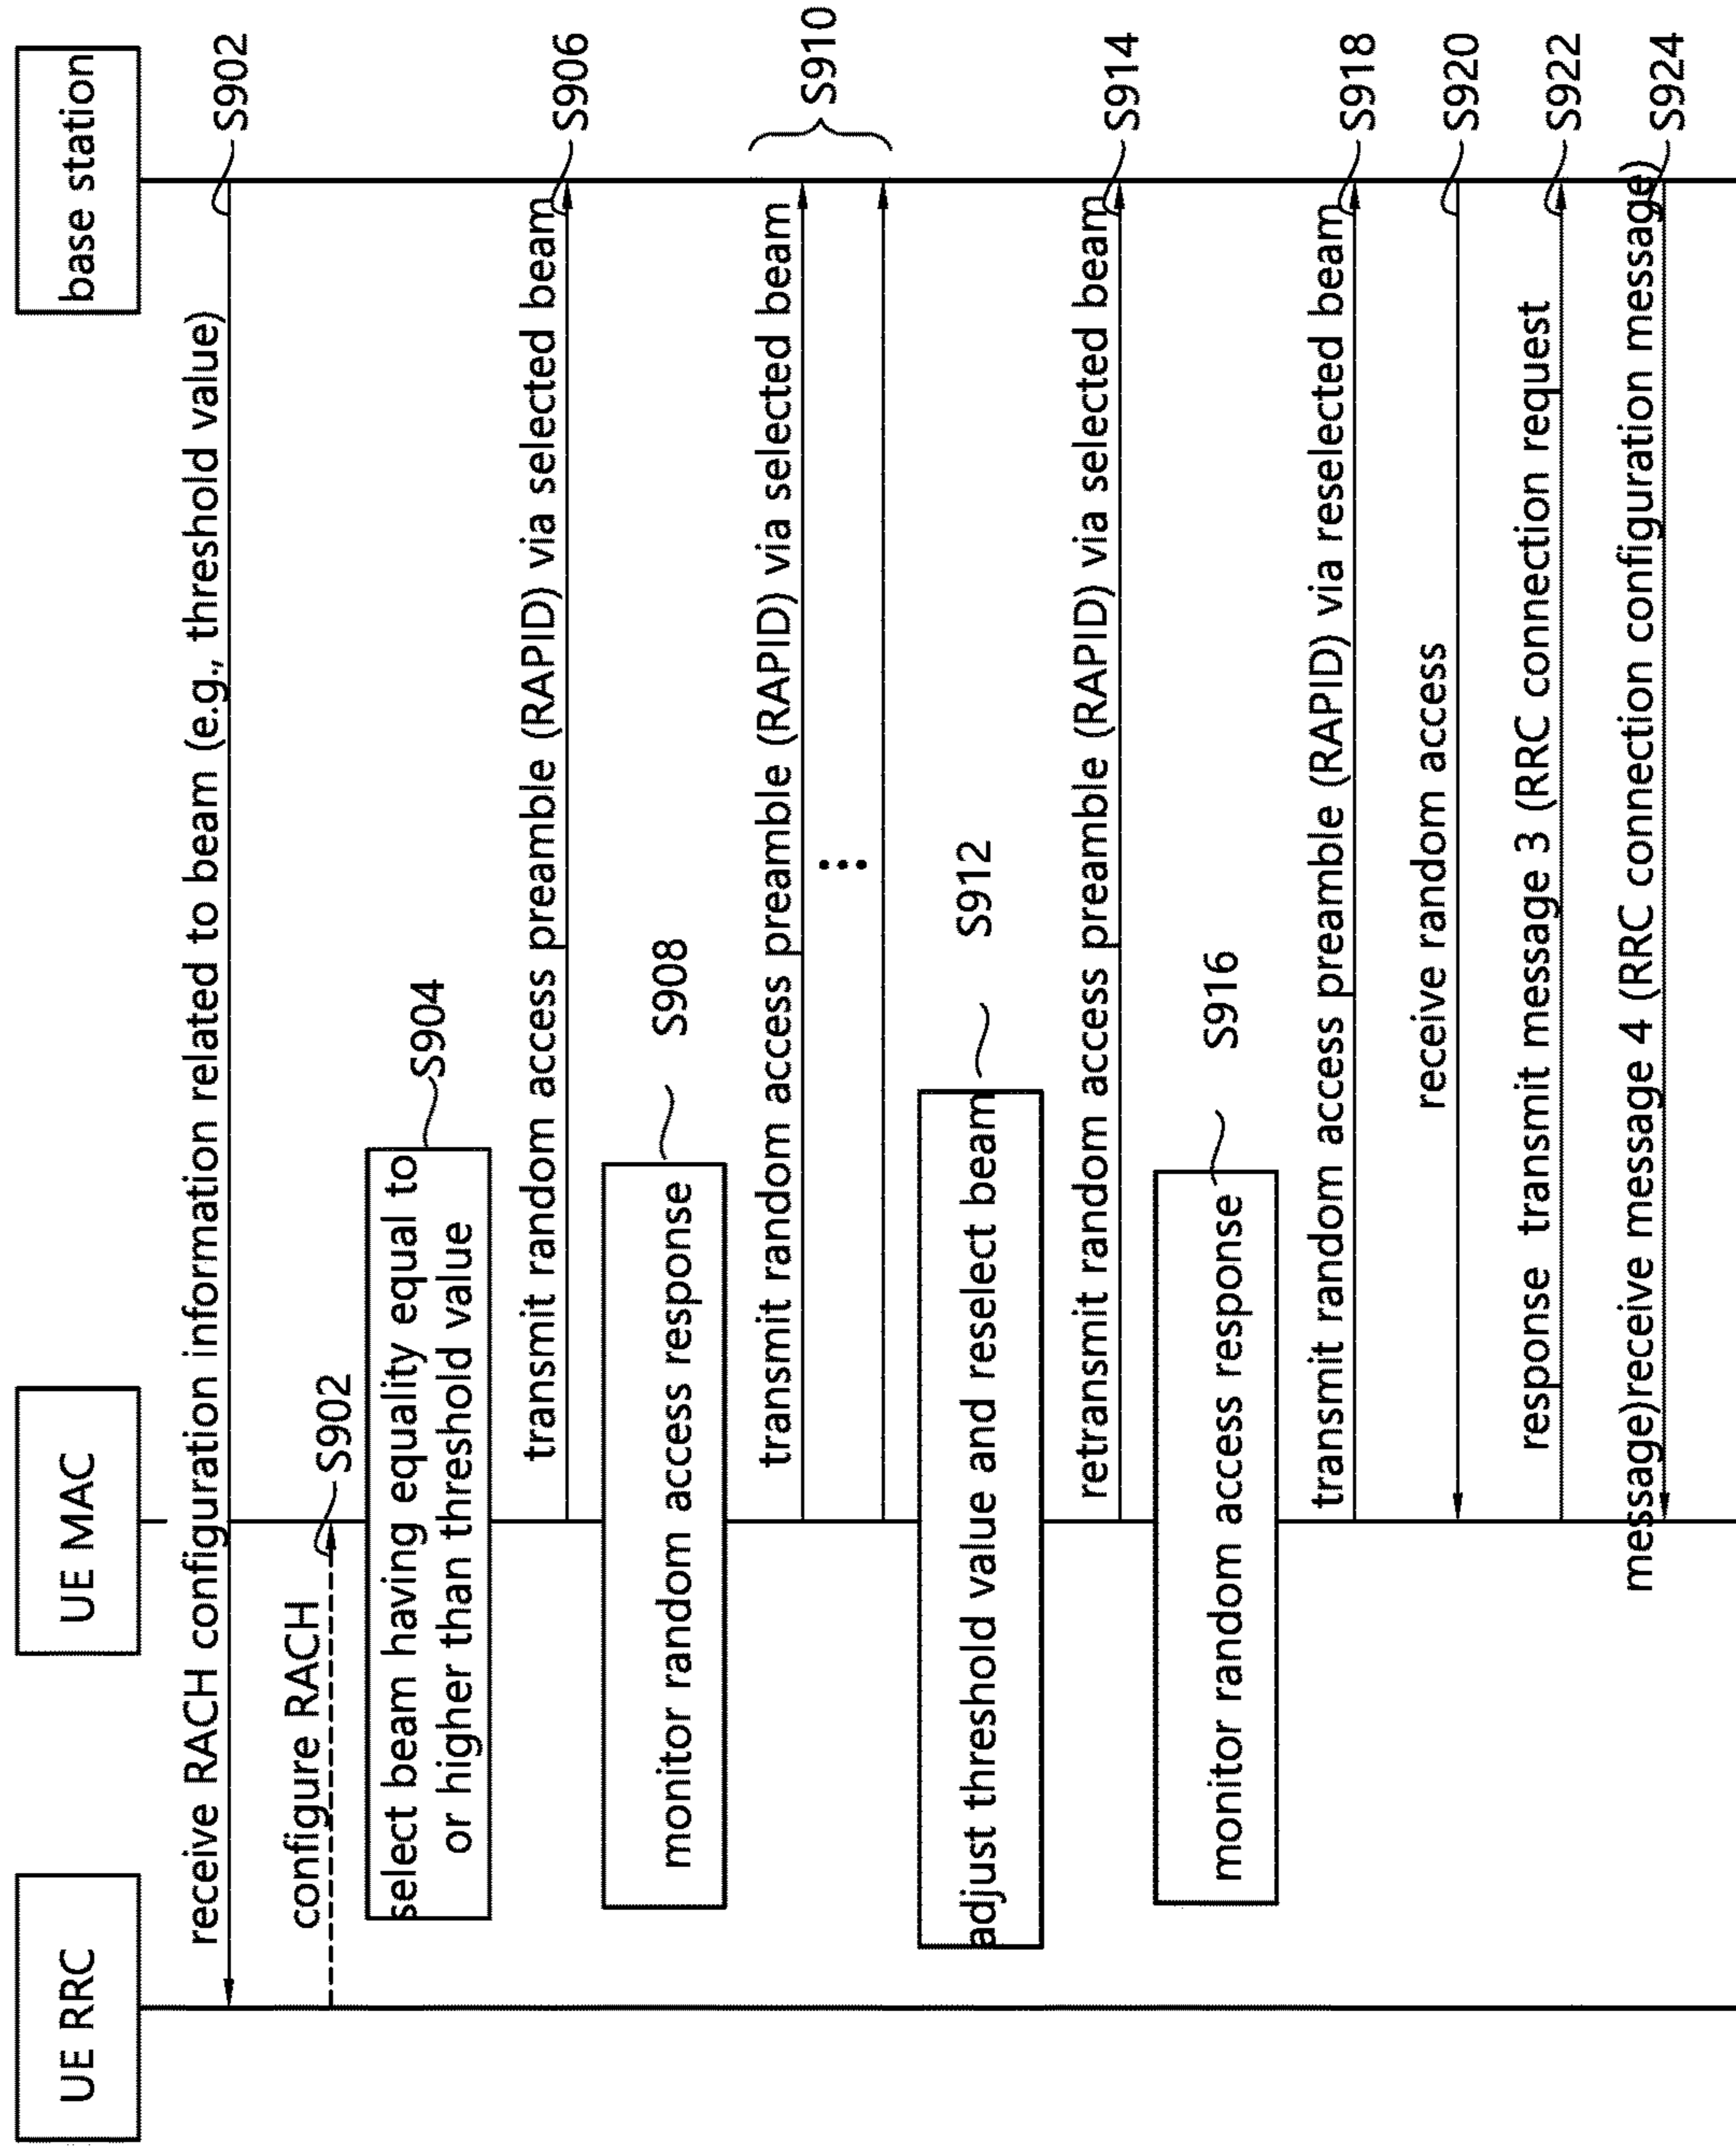 UE RRC
UE MAC
base station
receive RACH configuration information related to beam (e.g., threshold value)
S902
configure RACH
S902
select beam having equality equal to
or higher than threshold value
S904
transmit random access preamble (RAPID) via selected beam
S906
monitor random access response
S908
transmit random access preamble (RAPID) via selected beam
S910
adjust threshold value and reselect beam
S912
retransmit random access preamble (RAPID) via selected beam
S914
monitor random access response
S916
transmit random access preamble (RAPID) via reselected beam
S918
receive random access
S920
response transmit message 3 (RRC connection request
S922
message)receive message 4 (RRC connection configuration message)
S924